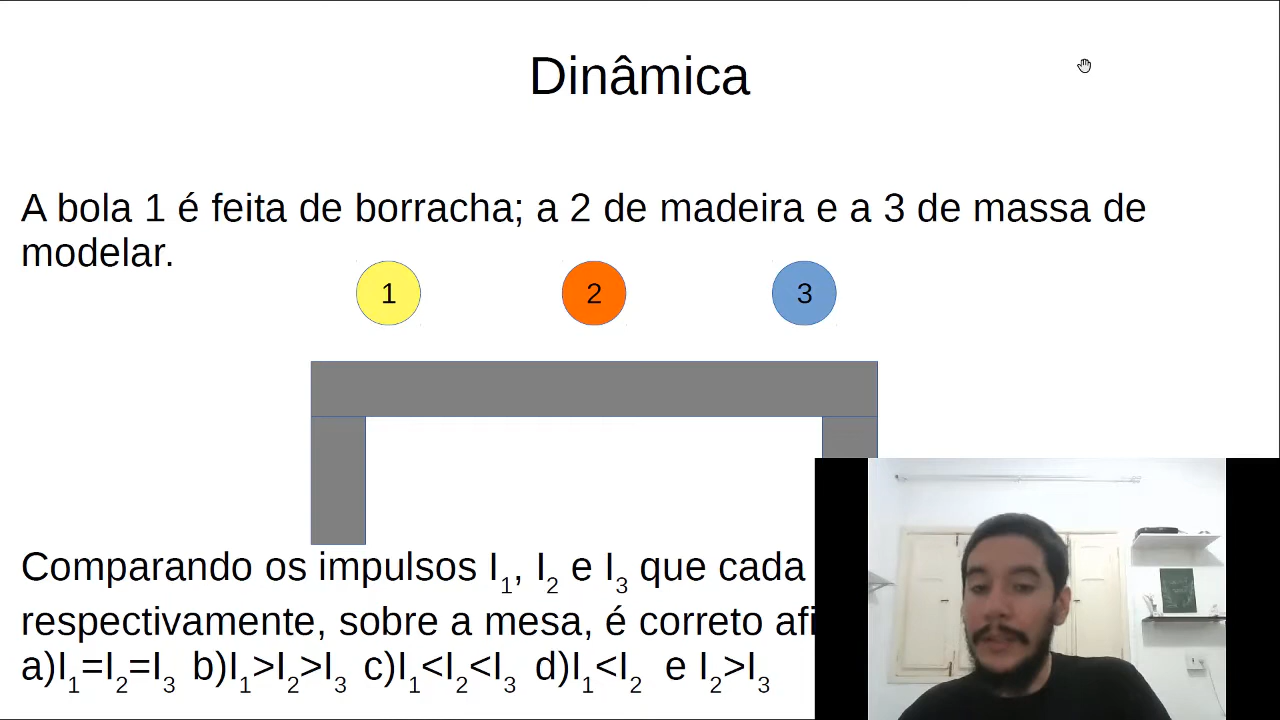 Dinâmica
A bola 1 é feita de borracha; a 2 de madeira e a 3 de massa de
modelar.
1 2 3
Comparando os impulsos I₁, I₂ e I₃ que cada
respectivamente, sobre a mesa, é correto
a)I₁=I₂=I₃ b)I₁>I₂>I₃ c)I₁<I₂<I₃ d)I₁<I₂ e I₂>I₃